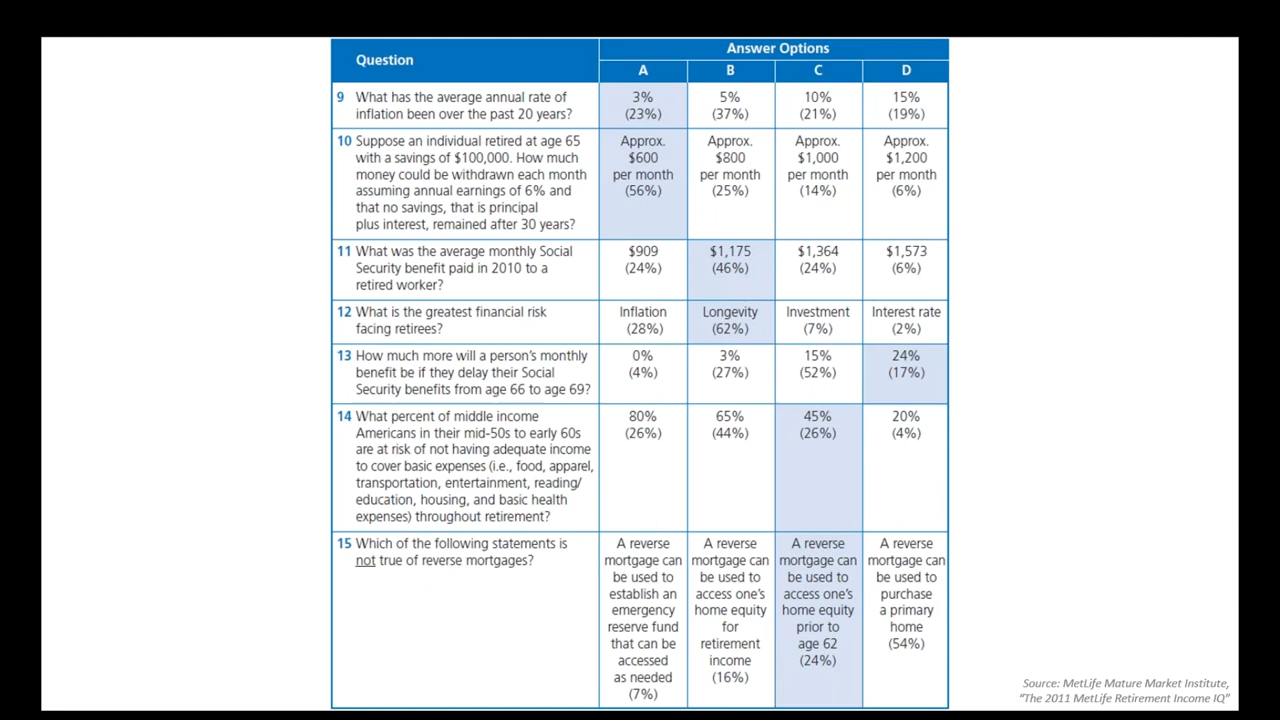 Question
Answer Options
A
B
C
D
9 What has the average annual rate of
inflation been over the past 20 years?
3%
(23%)
5%
(37%)
10%
(21%)
15%
(19%)
10 Suppose an individual retired at age 65
with a savings of $100,000. How much
money could be withdrawn each month
assuming annual earnings of 6% and
that no savings, that is principal
plus interest, remained after 30 years?
Approx.
$600
per month
(56%)
Approx.
$800
per month
(25%)
Approx.
$1,000
per month
(14%)
Approx.
$1,200
per month
(6%)
11 What was the average monthly Social
Security benefit paid in 2010 to a
retired worker?
$909
(24%)
$1,175
(46%)
$1,364
(24%)
$1,573
(6%)
12 What is the greatest financial risk
facing retirees?
Inflation
(28%)
Longevity
(62%)
Investment
(7%)
Interest rate
(2%)
13 How much more will a person's monthly
benefit be if they delay their Social
Security benefits from age 66 to age 69?
0%
(4%)
3%
(27%)
15%
(52%)
24%
(17%)
14 What percent of middle income
Americans in their mid-50s to early 60s
are at risk of not having adequate income
to cover basic expenses (i.e., food, apparel,
transportation, entertainment, reading/
education, housing, and basic health
expenses) throughout retirement?
80%
(26%)
65%
(44%)
45%
(26%)
20%
(4%)
15 Which of the following statements is
not true of reverse mortgages?
A reverse
mortgage can
be used to
establish an
emergency
reserve fund
that can be
accessed
as needed
(7%)
A reverse
mortgage can
be used to
access one's
home equity
for
retirement
income
(16%)
A reverse
mortgage can
be used to
access one's
home equity
prior to
age 62
(24%)
A reverse
mortgage can
be used to
purchase
a primary
home
(54%)
Source: MetLife Mature Market Institute,
"The 2011 MetLife Retirement Income IQ"